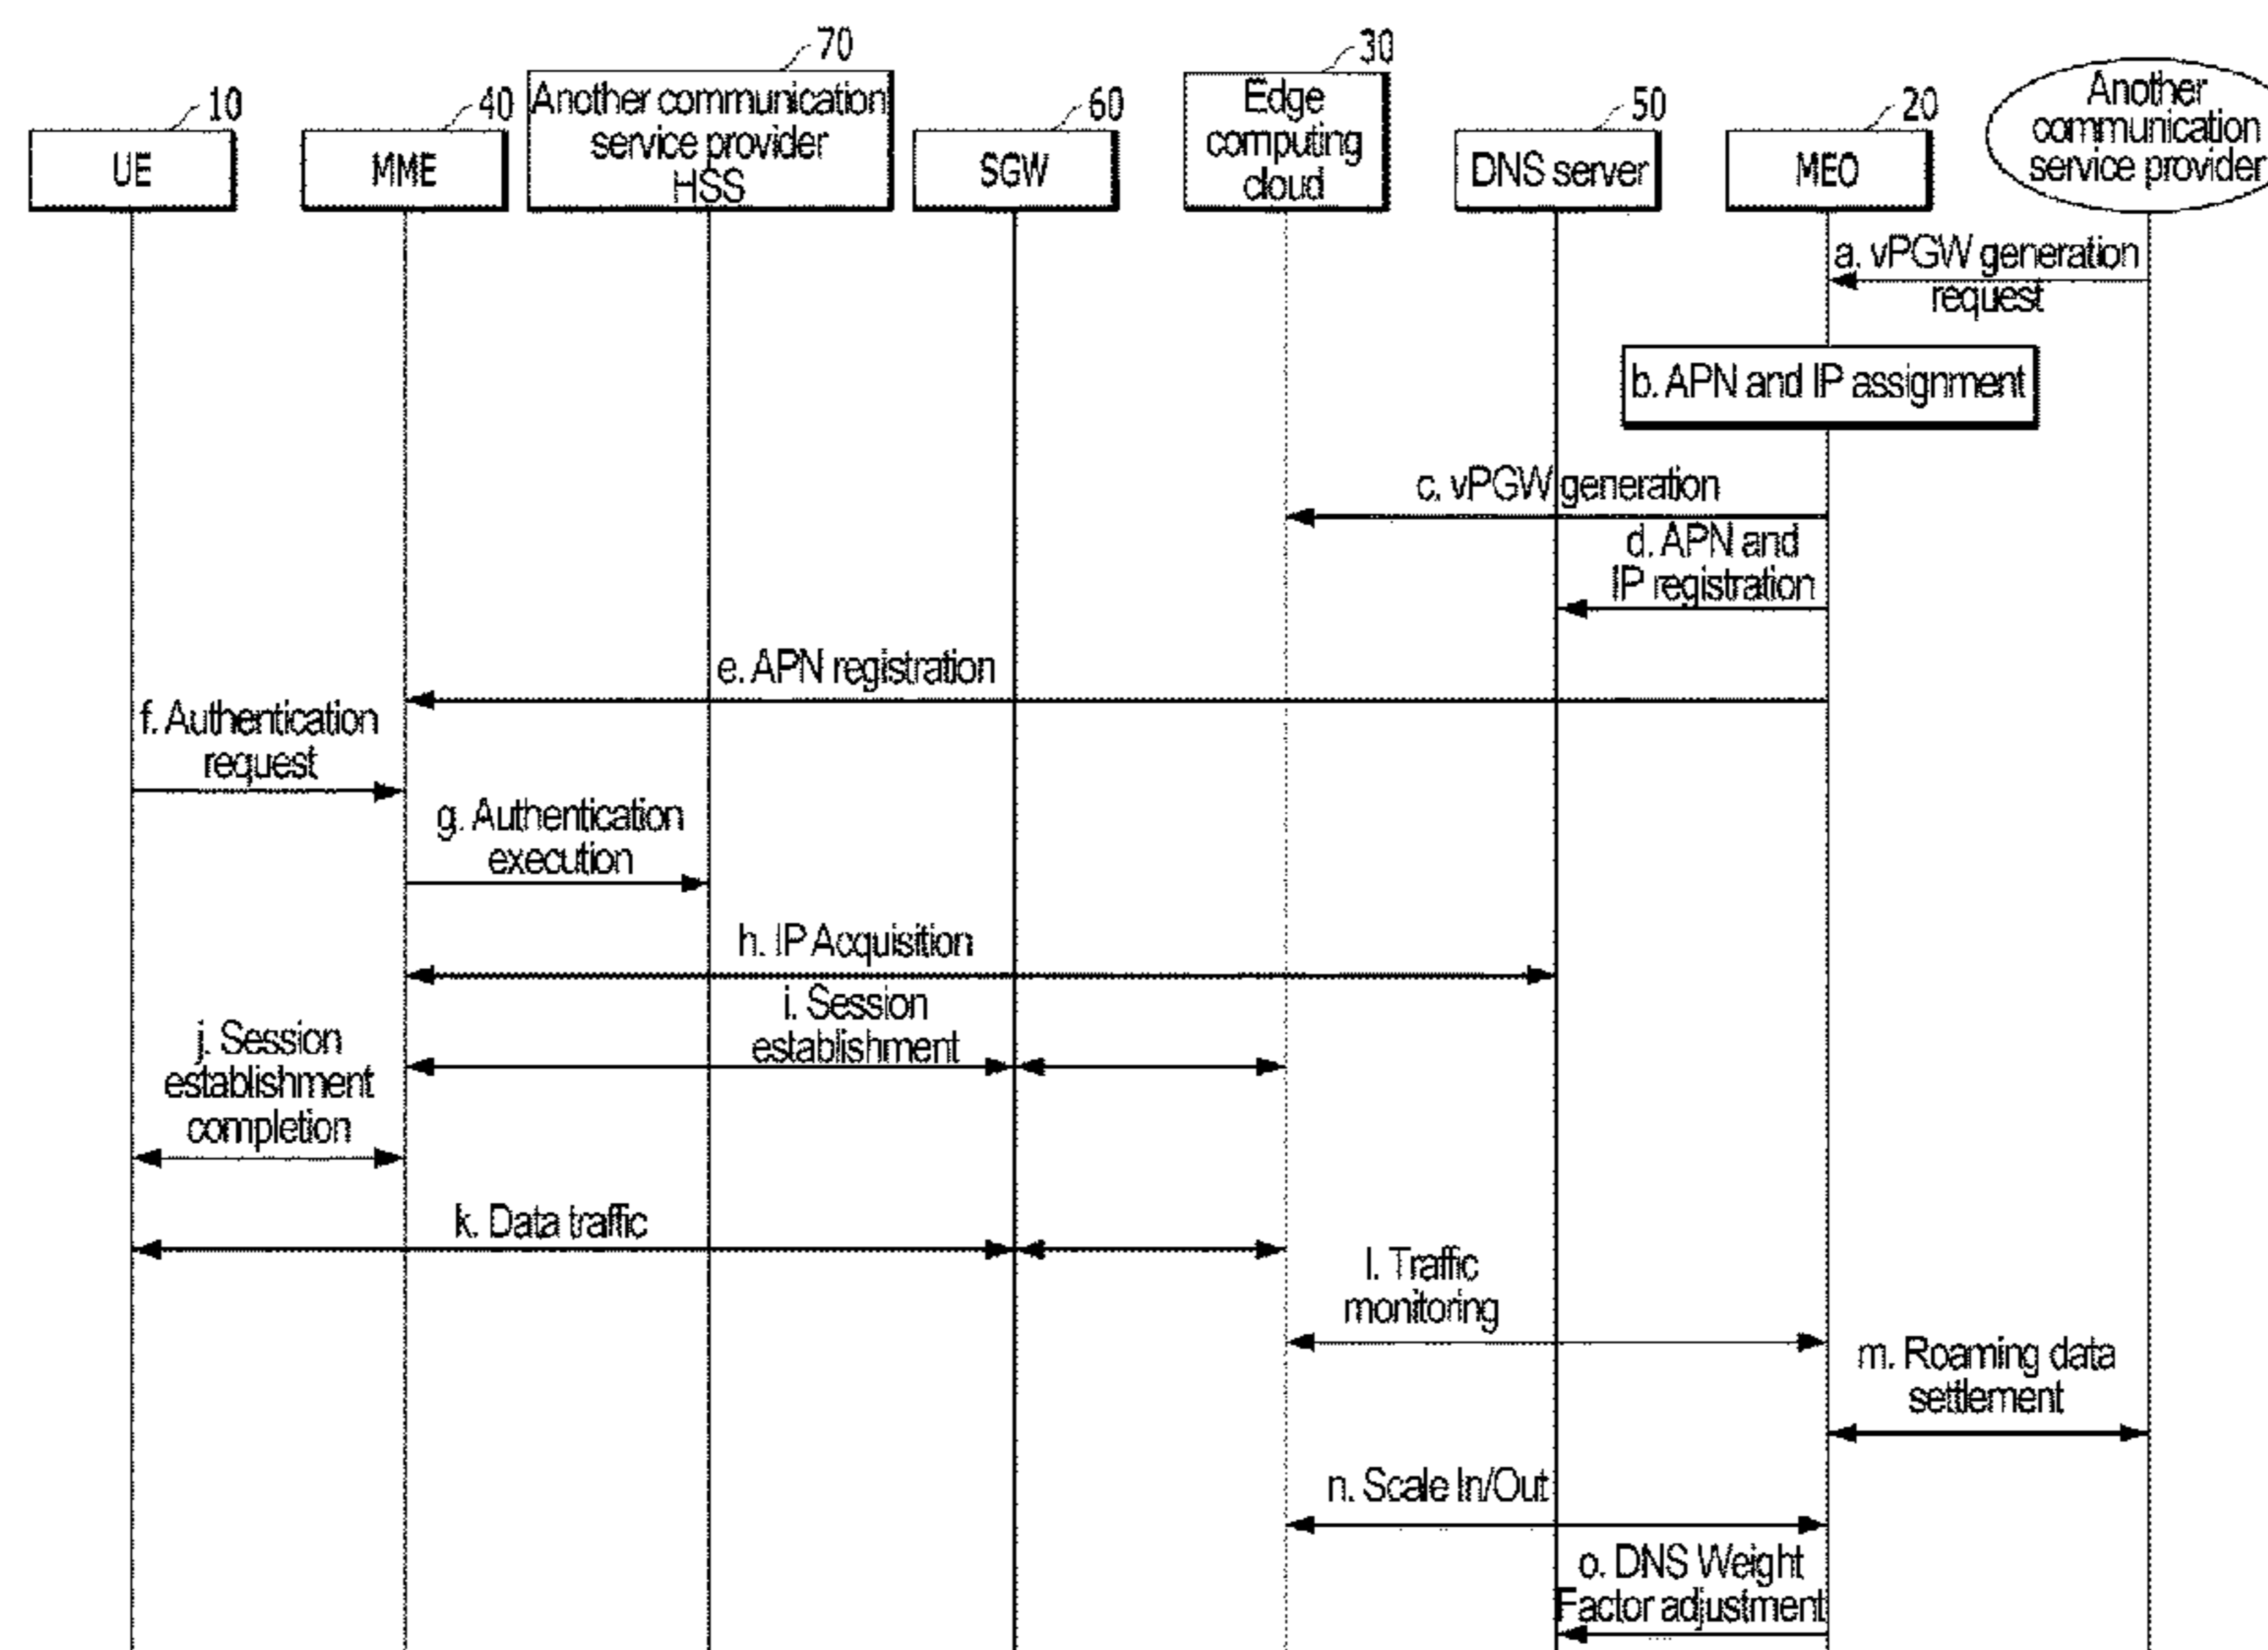 70
30
10
40
Another communication
service provider
HSS
60
Edge
computing
cloud
50
20
Another
communication
service provider
UE
MME
SGW
DNS server
MEO
a. vPGW generation
request
b. APN and IP assignment
c. vPGW generation
d. APN and
IP registration
e. APN registration
f. Authentication
request
g. Authentication
execution
h. IP Acquisition
i. Session
establishment
j. Session
establishment
completion
k. Data traffic
l. Traffic
monitoring
m. Roaming data
settlement
n. Scale In/Out
o. DNS Weight
Factor adjustment